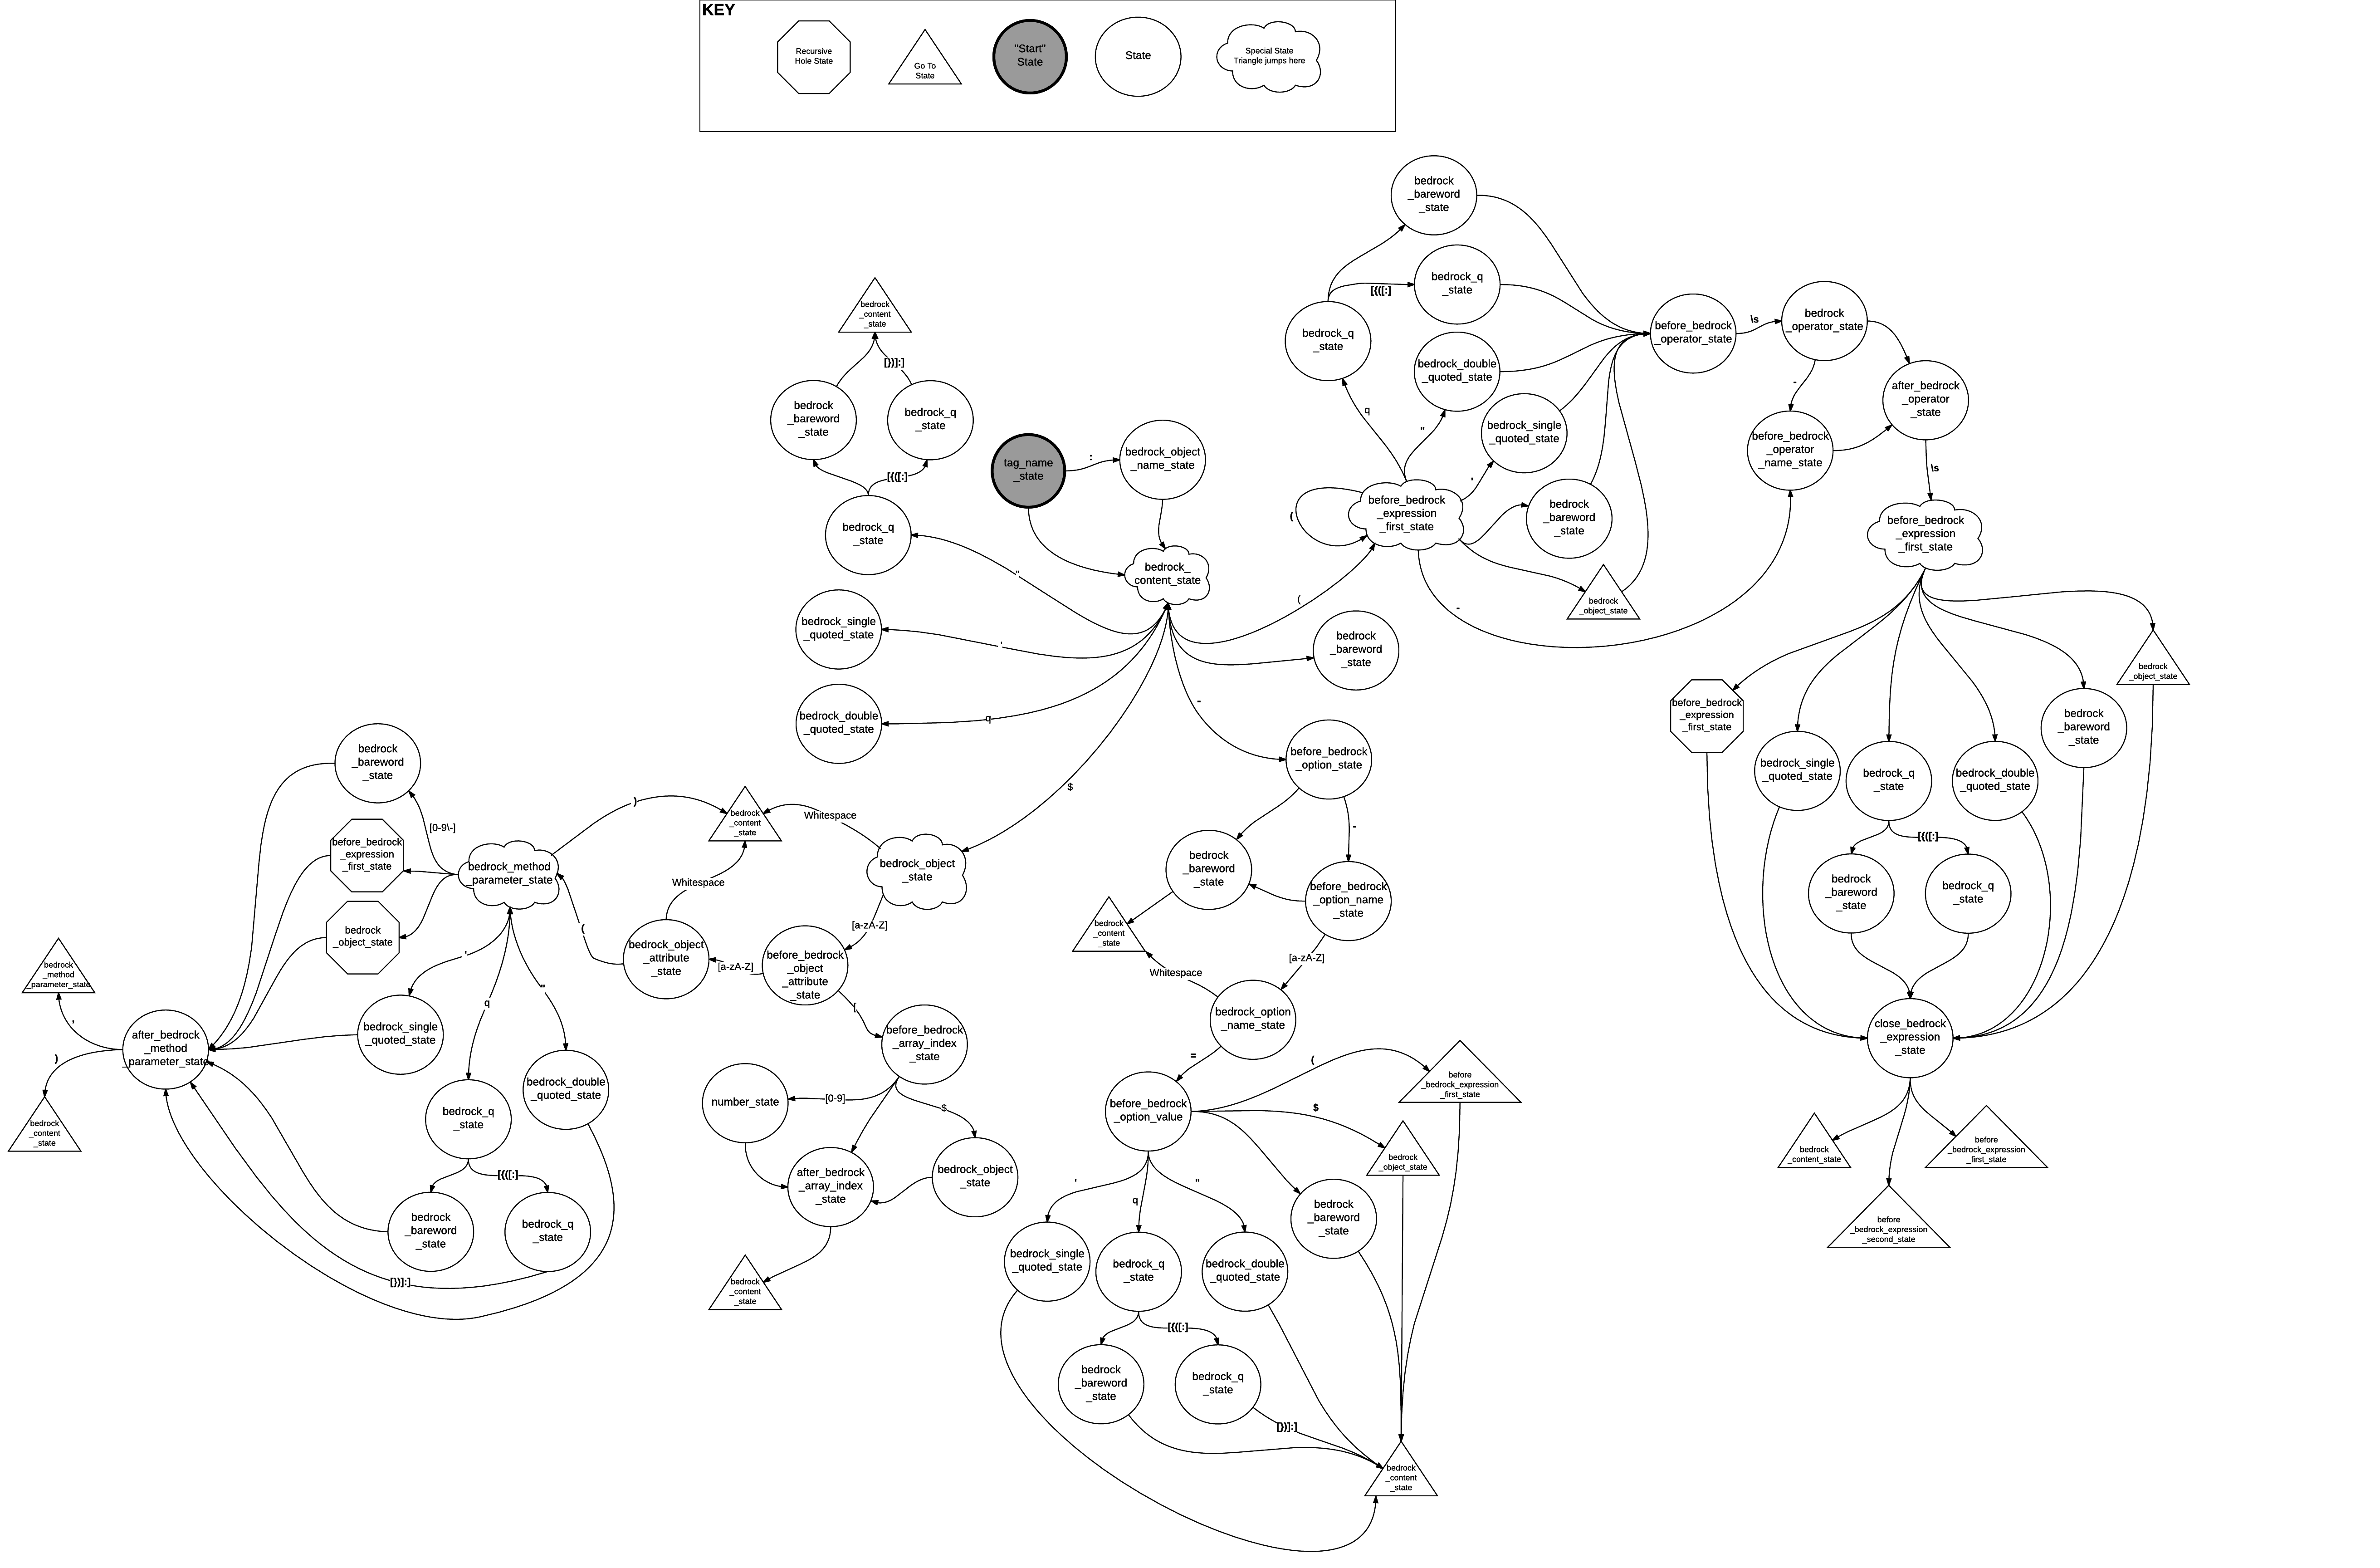 KEY
Recursive
Hole State
Go To
State
"Start"
State
State
Special State
Triangle jumps here
bedrock
_bareword
_state
bedrock_q
_state
[{([:]
bedrock_q
_state
bedrock_double
_quoted_state
q
"
bedrock_single
_quoted_state
'
before_bedrock
_expression
_first_state
(
bedrock
_bareword
_state
bedrock
_object_state
-
before_bedrock
_operator_state
\s
bedrock
_operator_state
-
after_bedrock
_operator
_state
before_bedrock
_operator
_name_state
\s
before_bedrock
_expression
_first_state
bedrock
_content
_state
[})]:]
bedrock
_bareword
_state
bedrock_q
_state
[{([:]
bedrock_q
_state
tag_name
_state
:
bedrock_object
_name_state
bedrock_
content_state
"
'
q
$
-
(
bedrock_single
_quoted_state
bedrock_double
_quoted_state
bedrock
_bareword
_state
before_bedrock
_expression
_first_state
bedrock_single
_quoted_state
bedrock_q
_state
bedrock_double
_quoted_state
bedrock
_bareword
_state
bedrock
_object_state
[{([:]
bedrock
_bareword
_state
bedrock_q
_state
close_bedrock
_expression
_state
bedrock
_content_state
before
_bedrock_expression
_second_state
before
_bedrock_expression
_first_state
before_bedrock
_option_state
-
bedrock
_bareword
_state
before_bedrock
_option_name
_state
bedrock
_content
_state
Whitespace
[a-zA-Z]
bedrock_option
_name_state
=
before_bedrock
_option_value
(
$
before
_bedrock_expression
_first_state
bedrock
_object_state
bedrock
_bareword
_state
'
q
"
bedrock_single
_quoted_state
bedrock_q
_state
bedrock_double
_quoted_state
[{([:]
bedrock
_bareword
_state
bedrock_q
_state
[})]:]
bedrock
_content
_state
bedrock
_bareword
_state
[0-9\-]
before_bedrock
_expression
_first_state
bedrock
_object_state
bedrock_method
_parameter_state
)
bedrock
_content
_state
Whitespace
bedrock_object
_state
Whitespace
(
bedrock_object
_attribute
_state
[a-zA-Z]
before_bedrock
_object
_attribute
_state
[a-zA-Z]
[
before_bedrock
_array_index
_state
[0-9]
$
number_state
after_bedrock
_array_index
_state
bedrock_object
_state
bedrock
_content
_state
'
q
"
bedrock_single
_quoted_state
bedrock_q
_state
bedrock_double
_quoted_state
[{([:]
bedrock
_bareword
_state
bedrock_q
_state
[})]:]
after_bedrock
_method
_parameter_state
,
)
bedrock
_method
_parameter_state
bedrock
_content
_state